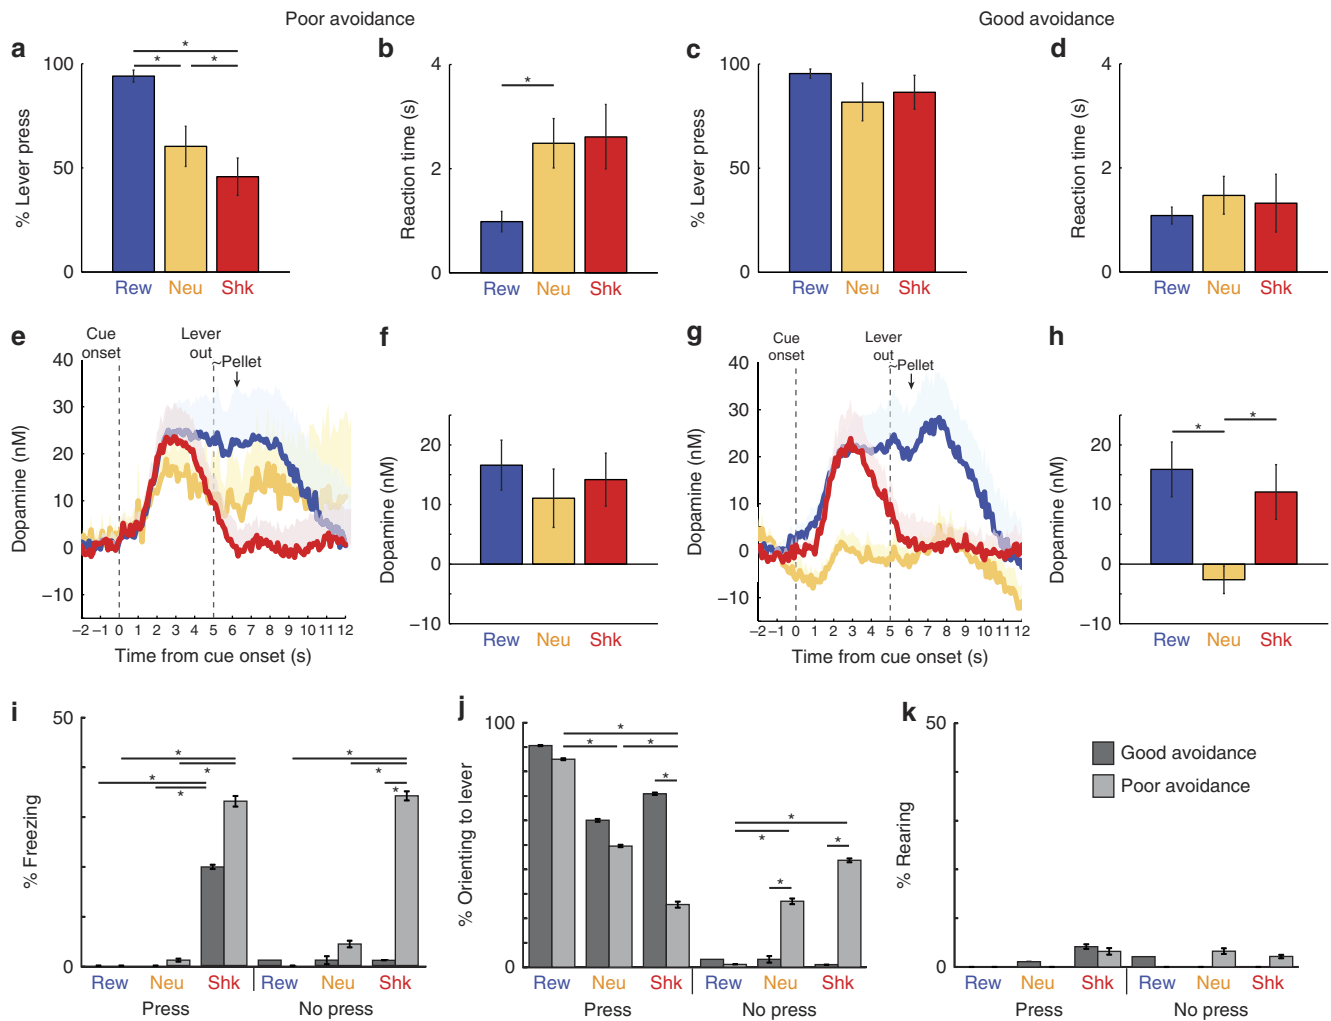 Poor avoidance
Good avoidance
a
b
c
d
% Lever press
100
50
0
Rew Neu Shk
*
*
*
Reaction time (s)
4
2
0
Rew Neu Shk
*
% Lever press
100
50
0
Rew Neu Shk
Reaction time (s)
4
2
0
Rew Neu Shk
e
Cue onset
Lever out
~Pellet
Dopamine (nM)
40
30
20
10
0
−10
−2 −1 0 1 2 3 4 5 6 7 8 9 10 11 12
Time from cue onset (s)
f
Dopamine (nM)
20
10
0
−10
Rew Neu Shk
g
Cue onset
Lever out
~Pellet
Dopamine (nM)
40
30
20
10
0
−10
−2 −1 0 1 2 3 4 5 6 7 8 9 10 11 12
Time from cue onset (s)
h
Dopamine (nM)
20
10
0
−10
* *
Rew Neu Shk
i
% Freezing
50
0
* * * * * * * *
Rew Neu Shk Rew Neu Shk
Press No press
j
% Orienting to lever
100
50
0
* * * * * * * *
Rew Neu Shk Rew Neu Shk
Press No press
k
% Rearing
50
0
Good avoidance
Poor avoidance
Rew Neu Shk Rew Neu Shk
Press No press